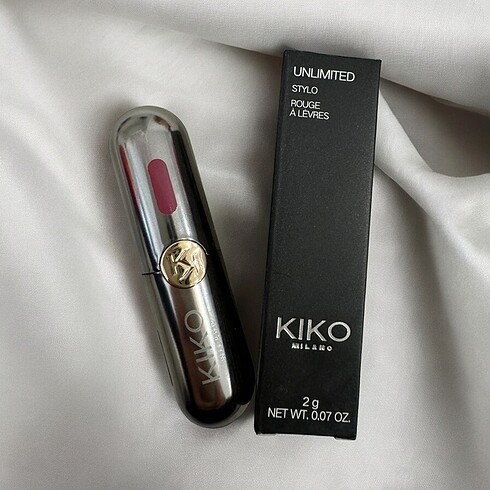 UNLIMITED
STYLO
ROUGE
À LÈVRES
KIKO
MILANO
2 g
NET WT. 0.07 OZ.
KIKO